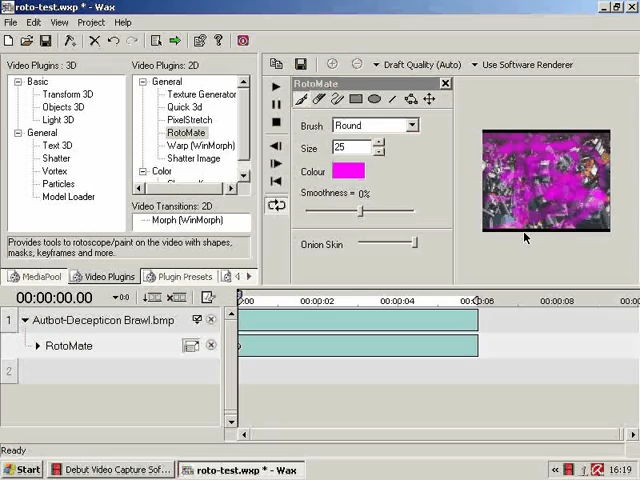 roto-test.wxp * - Wax
File Edit View Project Help
Draft Quality (Auto) Use Software Renderer
Video Plugins : 3D
Basic
Transform 3D
Objects 3D
Light 3D
General
Text 3D
Shatter
Vortex
Particles
Model Loader
Video Plugins: 2D
General
Texture Generator
Quick 3d
PixelStretch
RotoMate
Warp (WinMorph)
Shatter Image
Color
Video Transitions: 2D
Morph (WinMorph)
Provides tools to rotoscope/paint on the video with shapes,
masks, keyframes and more.
MediaPool Video Plugins Plugin Presets
RotoMate
Brush Round
Size 25
Colour
Smoothness = 0%
Onion Skin
00:00:00.00 :00 00:00:02 00:00:04 00:00:06 00:00:08
1 Autbot-Decepticon Brawl.bmp
RotoMate
2
Ready
Start Debut Video Capture Sof... roto-test.wxp * - Wax « 16:19